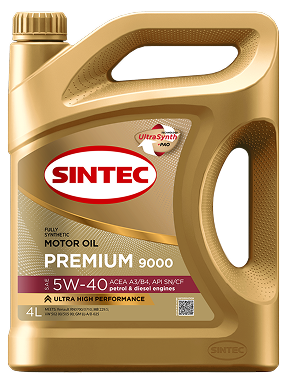 TECHNOLOGY
UltraSynth
+PAO
SINTEC
FULLY
SYNTHETIC
MOTOR OIL
PREMIUM 9000
SAE 5W-40 ACEA A3/B4, API SN/CF
petrol & diesel engines
ULTRA HIGH PERFORMANCE
4L